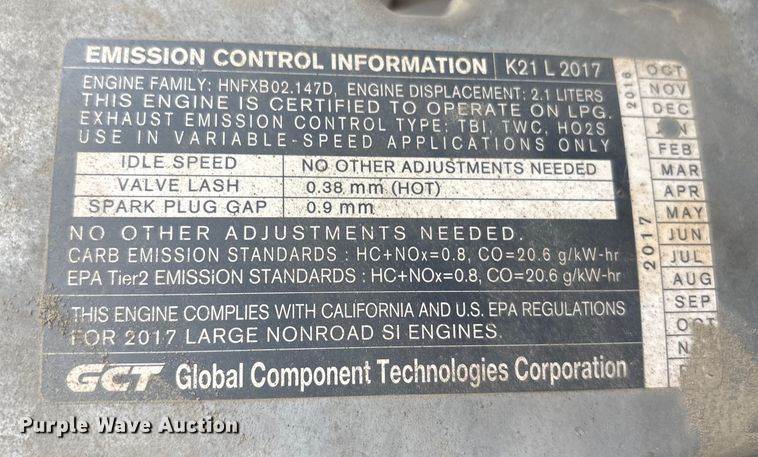 EMISSION CONTROL INFORMATION K21 L 2017
ENGINE FAMILY: HNFXB02.147D, ENGINE DISPLACEMENT: 2.1 LITERS
THIS ENGINE IS CERTIFIED TO OPERATE ON LPG.
EXHAUST EMISSION CONTROL TYPE: TBI, TWC, HO2S
USE IN VARIABLE-SPEED APPLICATIONS ONLY
IDLE SPEED NO OTHER ADJUSTMENTS NEEDED
VALVE LASH 0.38 mm (HOT)
SPARK PLUG GAP 0.9 mm
NO OTHER ADJUSTMENTS NEEDED.
CARB EMISSION STANDARDS : HC+NOx=0.8, CO=20.6 g/kW-hr
EPA Tier2 EMISSiON STANDARDS : HC+NOx=0.8, CO=20.6 g/kW-hr
THIS ENGINE COMPLIES WITH CALIFORNIA AND U.S. EPA REGULATIONS
FOR 2017 LARGE NONROAD SI ENGINES.
GCT Global Component Technologies Corporation
2016
OCT
NOV
DEC
2017
FEB
MAR
APR
MAY
JUN
JUL
AUG
SEP
OCT
Purple Wave Auction